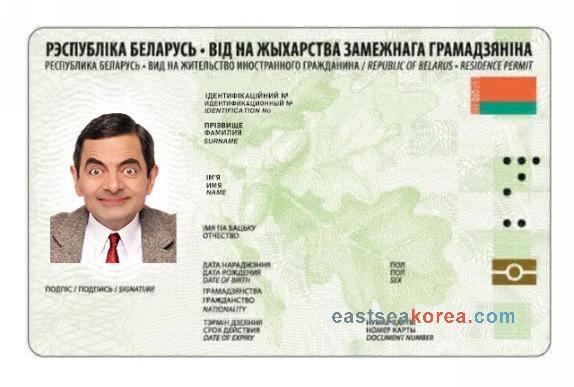 РЭСПУБЛІКА БЕЛАРУСЬ • ВІД НА ЖЫХАРСТВА ЗАМЕЖНАГА ГРАМАДЗЯНІНА
РЕСПУБЛИКА БЕЛАРУСЬ • ВИД НА ЖИТЕЛЬСТВО ИНОСТРАННОГО ГРАЖДАНИНА / REPUBLIC OF BELARUS • RESIDENCE PERMIT
ІДЕНТЫФІКАЦІЙНЫЙ №
ИДЕНТИФИКАЦИОННЫЙ №
IDENTIFICATION No
ПРІЗВИЩЕ
ФАМИЛИЯ
SURNAME
ІМ'Я
ИМЯ
NAME
ІМЯ ПА БАЦЬКУ
ОТЧЕСТВО
ДАТА НАРАДЖЭННЯ
ДАТА РОЖДЕНИЯ
DATE OF BIRTH
ПОЛ
ПОЛ
SEX
ПОДПІС / ПОДПИСЬ / SIGNATURE
ГРАМАДЗЯНСТВА
ГРАЖДАНСТВО
NATIONALITY
ТЭРМІН ДЗЕЯННЯ
СРОК ДЕЙСТВИЯ
DATE OF EXPIRY
НУМАР КАРТЫ
НОМЕР КАРТЫ
DOCUMENT NUMBER
eastseakorea.com